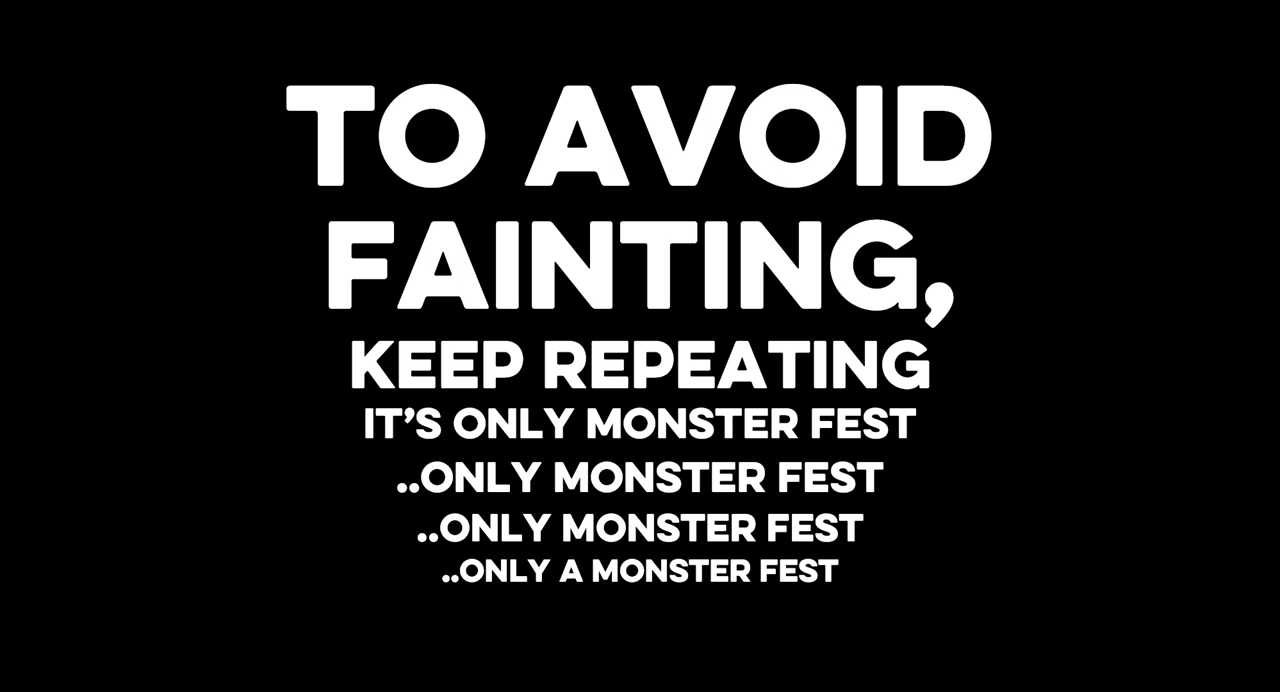 TO AVOID
FAINTING,
KEEP REPEATING
IT’S ONLY MONSTER FEST
..ONLY MONSTER FEST
..ONLY MONSTER FEST
..ONLY A MONSTER FEST